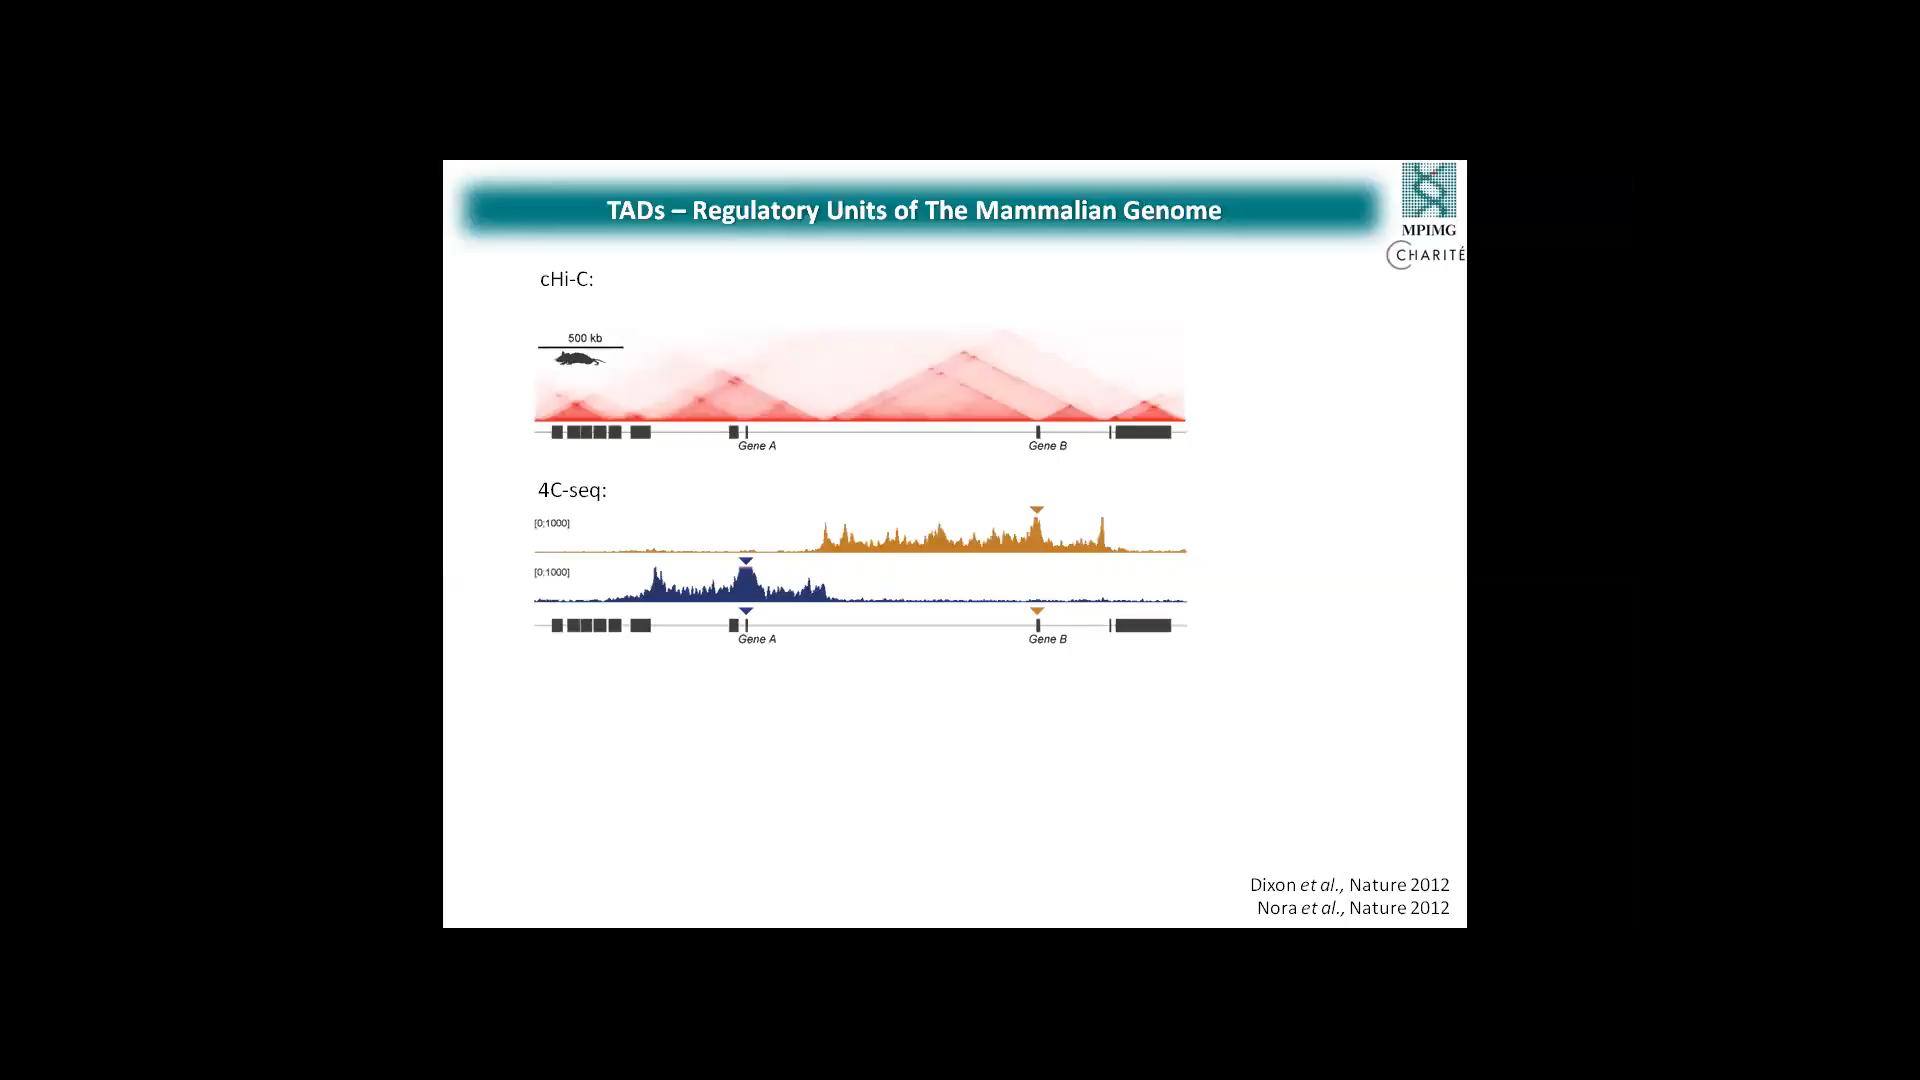 TADs – Regulatory Units of The Mammalian Genome
MPIMG
CHARITÉ
cHi-C:
500 kb
Gene A
Gene B
4C-seq:
[0;1000]
[0;1000]
Gene A
Gene B
Dixon et al., Nature 2012
Nora et al., Nature 2012